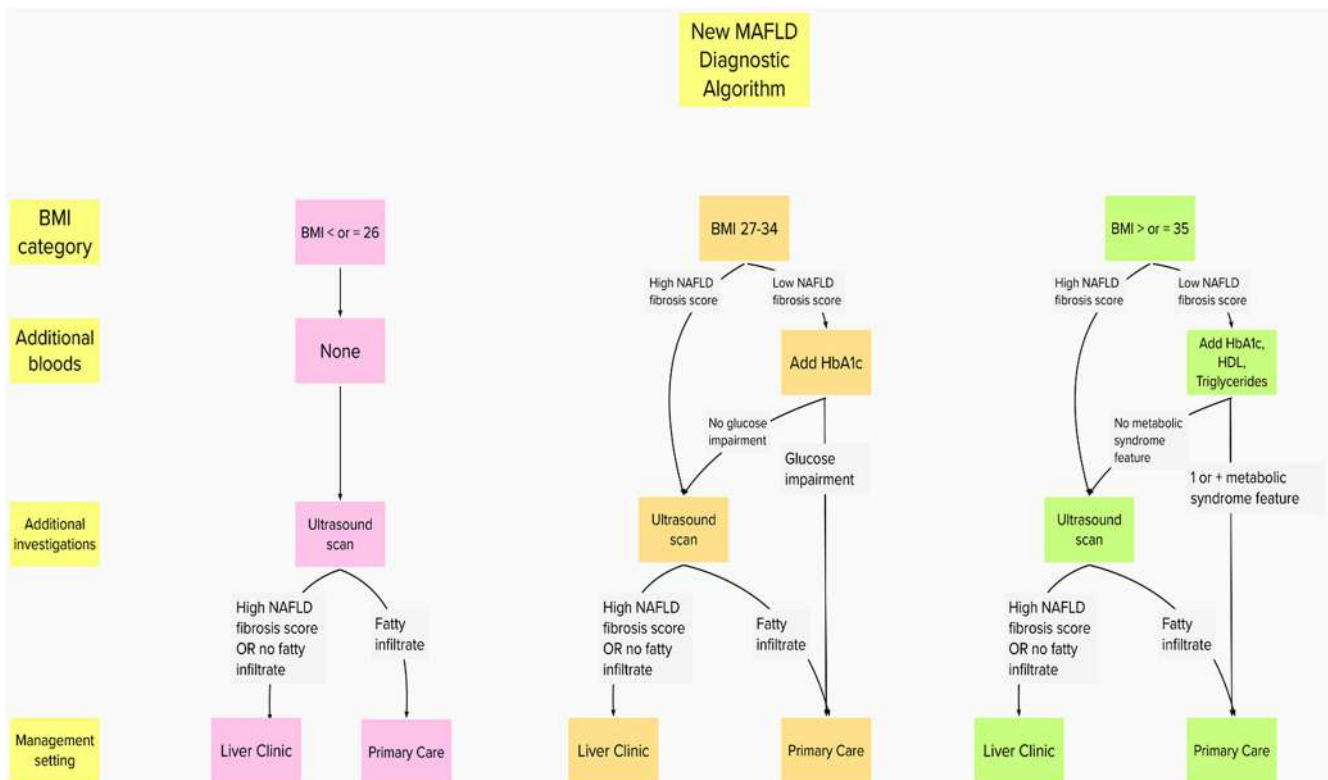 New MAFLD
Diagnostic
Algorithm
BMI
category
BMI < or = 26
BMI 27-34
BMI > or = 35
High NAFLD
fibrosis score
Low NAFLD
fibrosis score
High NAFLD
fibrosis score
Low NAFLD
fibrosis score
Additional
bloods
None
Add HbA1c
Add HbA1c,
HDL,
Triglycerides
No glucose
impairment
Glucose
impairment
No metabolic
syndrome
feature
1 or + metabolic
syndrome feature
Additional
investigations
Ultrasound
scan
Ultrasound
scan
Ultrasound
scan
High NAFLD
fibrosis score
OR no fatty
infiltrate
Fatty
infiltrate
High NAFLD
fibrosis score
OR no fatty
infiltrate
Fatty
infiltrate
High NAFLD
fibrosis score
OR no fatty
infiltrate
Fatty
infiltrate
Management
setting
Liver Clinic
Primary Care
Liver Clinic
Primary Care
Liver Clinic
Primary Care